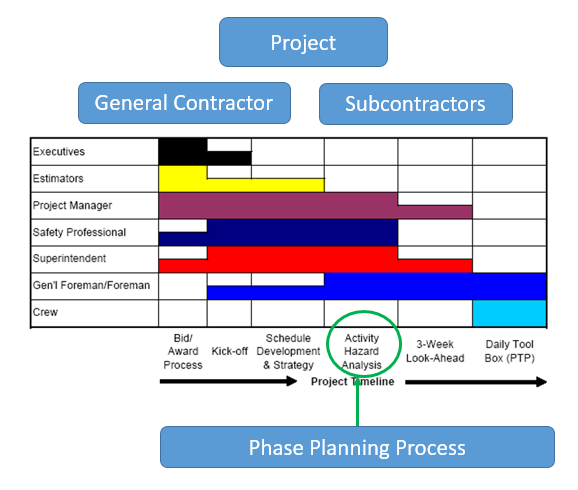 Project
General Contractor
Subcontractors
Executives
Estimators
Project Manager
Safety Professional
Superintendent
Gen'l Foreman/Foreman
Crew
Bid/
Award
Process
Kick-off
Schedule
Development
& Strategy
Activity
Hazard
Analysis
3-Week
Look-Ahead
Daily Tool
Box (PTP)
Project Timeline
Phase Planning Process